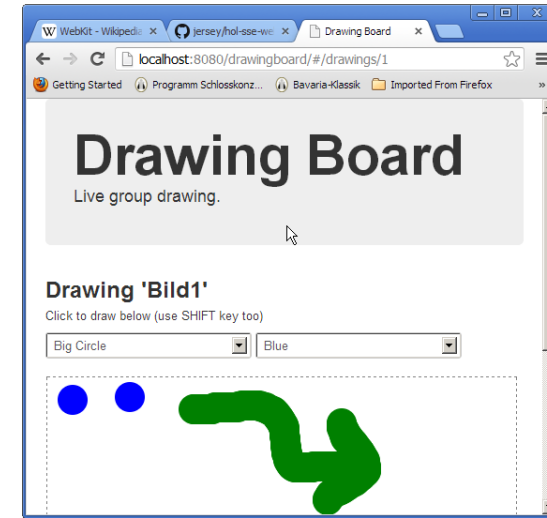 WebKit - Wikipedia
jersey/hol-sse-we
Drawing Board
localhost:8080/drawingboard/#/drawings/1
Getting Started
Programm Schlosskonz...
Bavaria-Klassik
Imported From Firefox
»
Drawing Board
Live group drawing.
Drawing 'Bild1'
Click to draw below (use SHIFT key too)
Big Circle
Blue